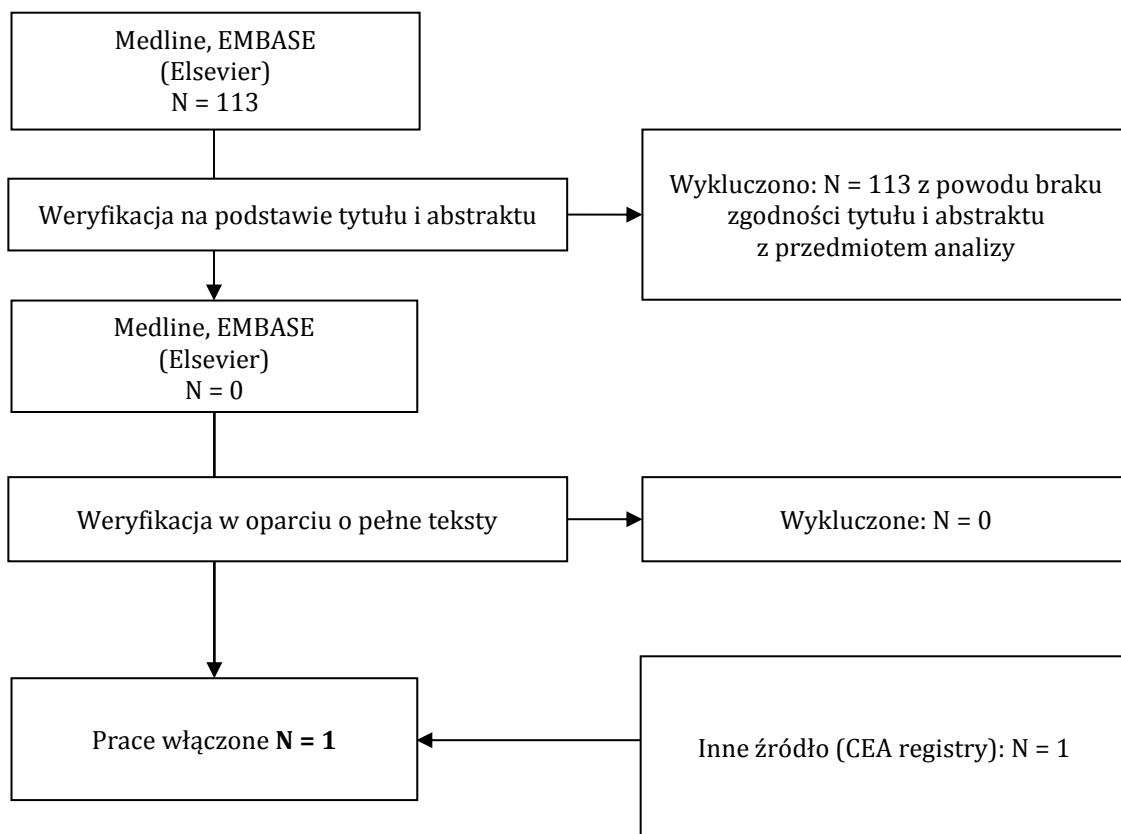 Medline, EMBASE
(Elsevier)
N = 113
Weryfikacja na podstawie tytułu i abstraktu
Wykluczono: N = 113 z powodu braku
zgodności tytułu i abstraktu
z przedmiotem analizy
Medline, EMBASE
(Elsevier)
N = 0
Weryfikacja w oparciu o pełne teksty
Wykluczone: N = 0
Prace włączone N = 1
Inne źródło (CEA registry): N = 1